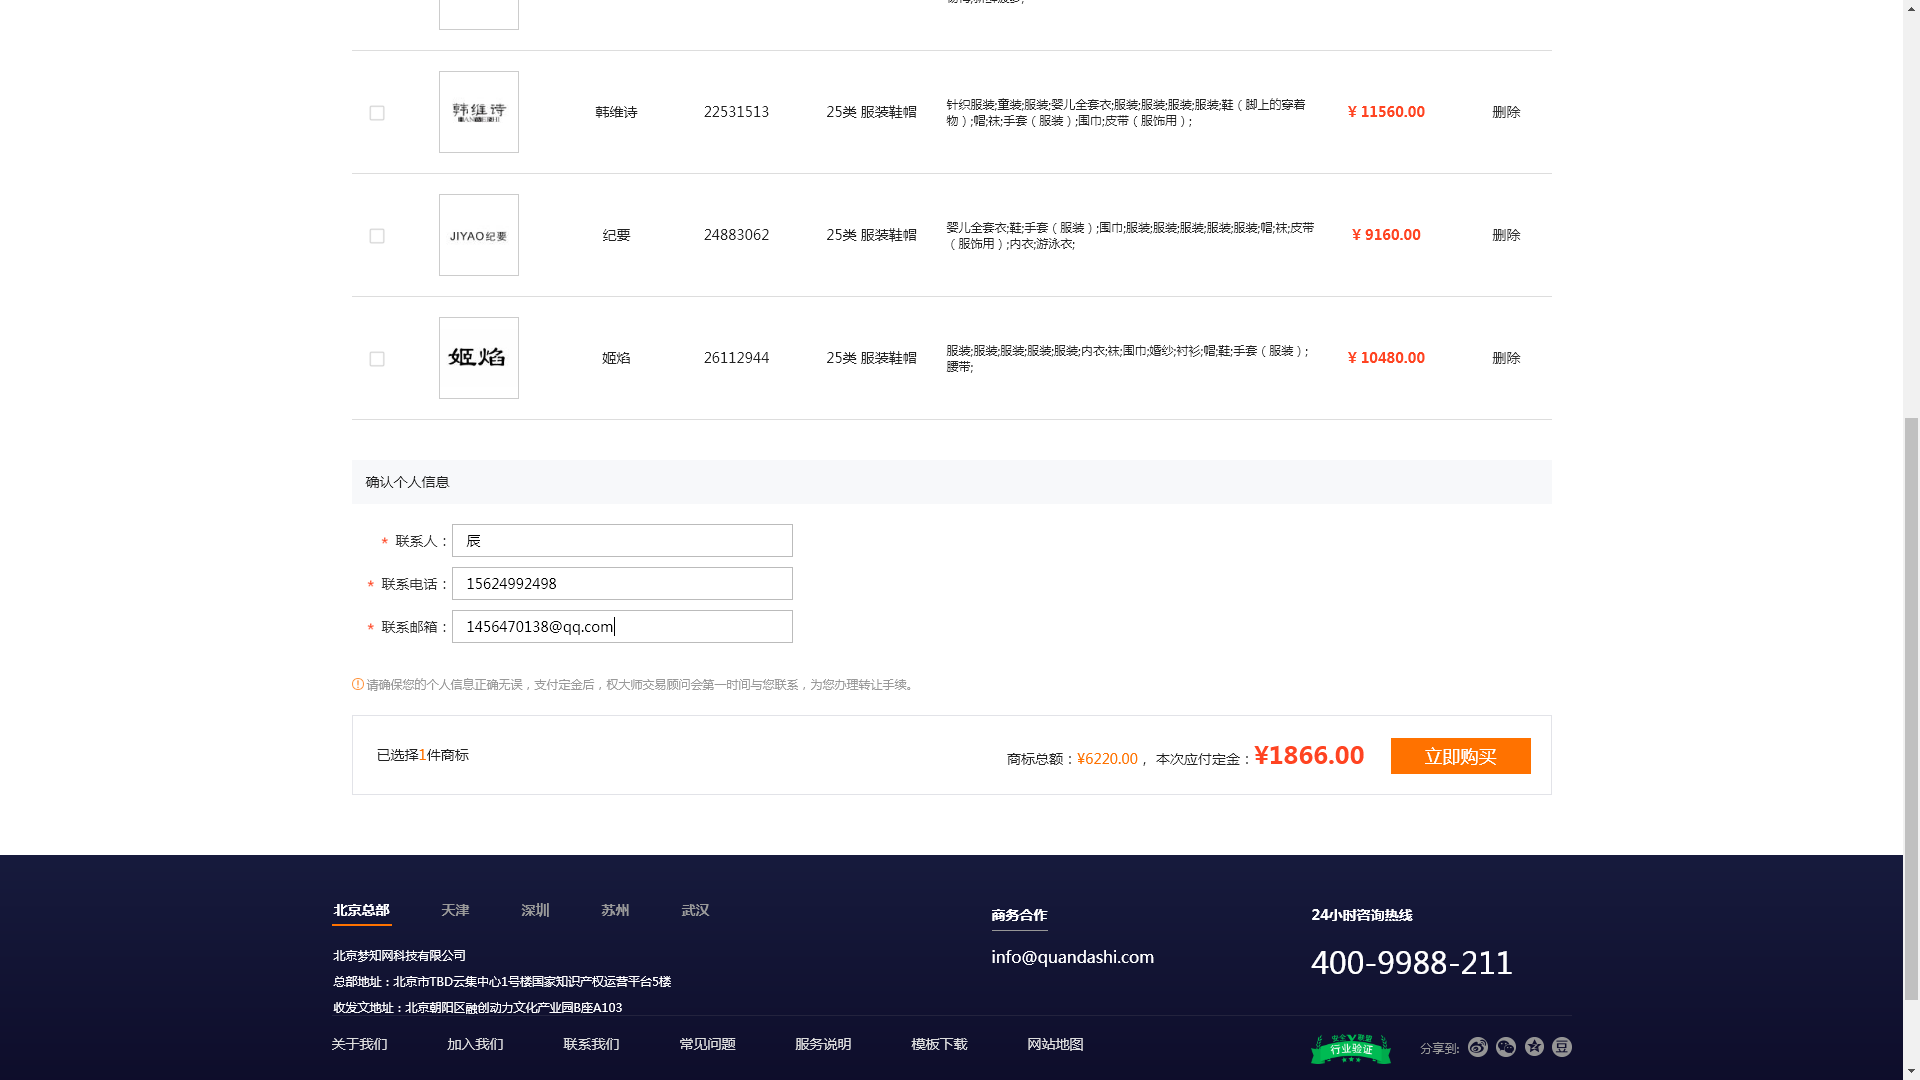 韩维诗
韩维诗 22531513 25类 服装鞋帽 针织服装;童装;服装;婴儿全套衣;服装;服装;服装;服装;鞋（脚上的穿着
物）;帽;袜;手套（服装）;围巾;皮带（服饰用）; ¥ 11560.00 删除
JIYAO纪要
纪要 24883062 25类 服装鞋帽 婴儿全套衣;鞋;手套（服装）;围巾;服装;服装;服装;服装;服装;帽;袜;皮带
（服饰用）;内衣;游泳衣; ¥ 9160.00 删除
姬焰
姬焰 26112944 25类 服装鞋帽 服装;服装;服装;服装;服装;内衣;袜;围巾;婚纱;衬衫;帽;鞋;手套（服装）;
腰带; ¥ 10480.00 删除
确认个人信息
* 联系人： 辰
* 联系电话： 15624992498
* 联系邮箱： 1456470138@qq.com
请确保您的个人信息正确无误，支付定金后，权大师交易顾问会第一时间与您联系，为您办理转让手续。
已选择1件商标 商标总额：¥6220.00， 本次应付定金：¥1866.00 立即购买
北京总部 天津 深圳 苏州 武汉
北京梦知网科技有限公司
总部地址：北京市TBD云集中心1号楼国家知识产权运营平台5楼
收发文地址：北京朝阳区融创动力文化产业园B座A103
商务合作
info@quandashi.com
24小时咨询热线
400-9988-211
关于我们 加入我们 联系我们 常见问题 服务说明 模板下载 网站地图
安全联盟
行业验证
分享到:
豆